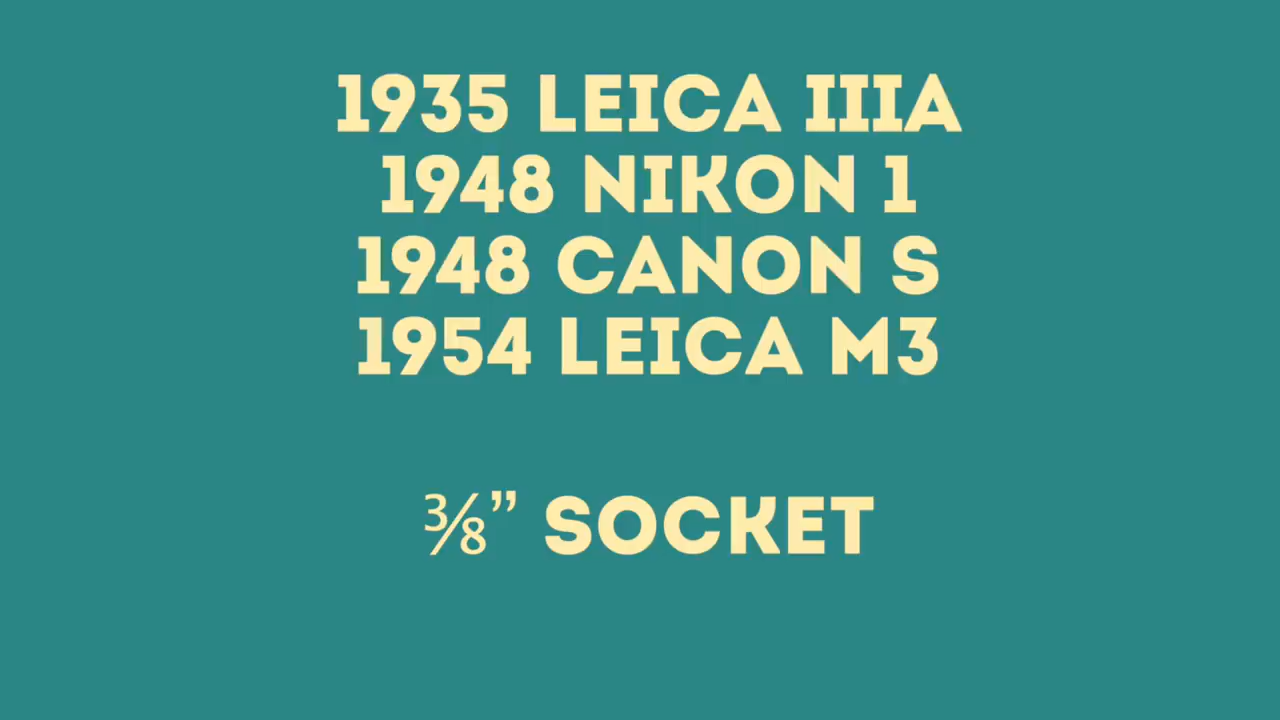 1935 LEICA IIIA
1948 NIKON 1
1948 CANON S
1954 LEICA M3
⅜” SOCKET